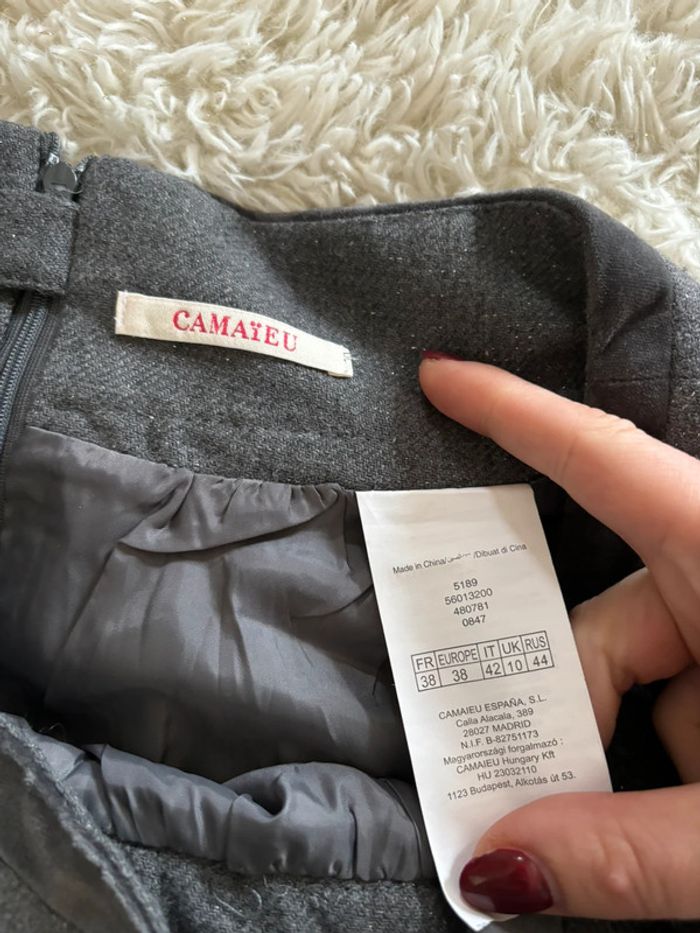 CAMAÏEU
Made in China/ /Dibuat di Cina
5189
56013200
480781
0847
FR EUROPE IT UK RUS
38 38 42 10 44
CAMAIEU ESPAÑA, S.L.
Calla Alacala, 389
28027 MADRID
N.I.F. B-82751173
Magyarországi forgalmazó :
CAMAIEU Hungary Kft
HU 23032110
1123 Budapest, Alkotás út 53.